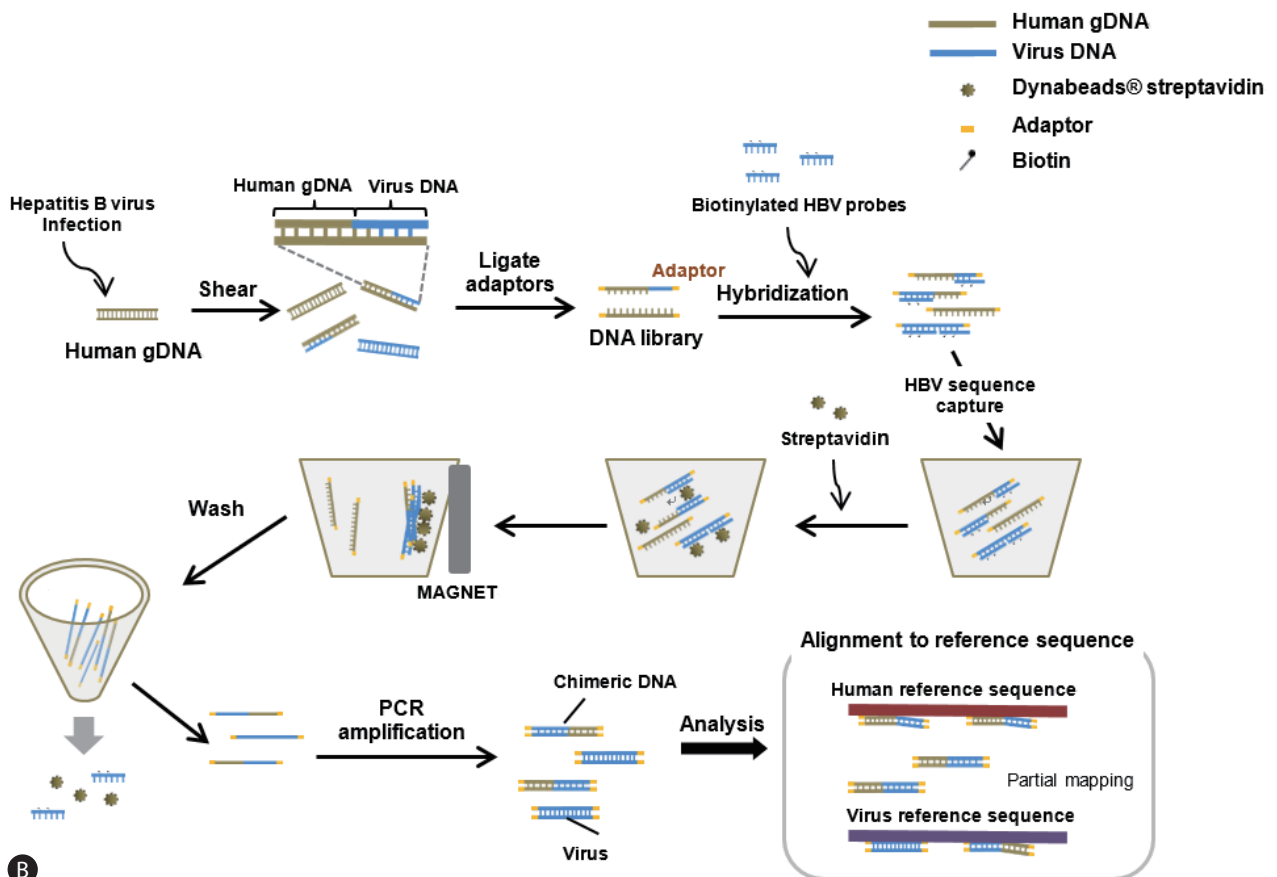 Human gDNA
Virus DNA
Dynabeads® streptavidin
Adaptor
Biotin
Hepatitis B virus
Infection
Human gDNA
Shear
Human gDNA
Virus DNA
Ligate
adaptors
Adaptor
DNA library
Biotinylated HBV probes
Hybridization
HBV sequence
capture
Streptavidin
MAGNET
Wash
PCR
amplification
Chimeric DNA
Virus
Analysis
Alignment to reference sequence
Human reference sequence
Partial mapping
Virus reference sequence
B